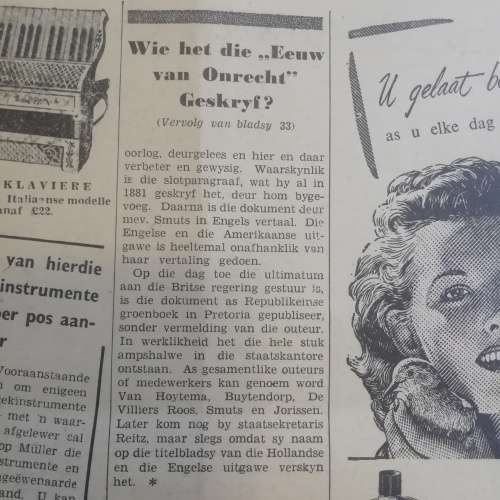 KLAVIERE
Italiaanse modelle
vanaf £22.
van hierdie
instrumente
per pos aan-
Vooraanstaande
om enigeen
ekinstrumente
met 'n waar-
afgelewer cal
op Müller die
nstrumente en
ngeëwenaarde
and. U kan
Wie het die „Eeuw
van Onrecht”
Geskryf?
(Vervolg van bladsy 33)
oorlog, deurgelees en hier en daar
verbeter en gewysig. Waarskynlik
is die slotparagraaf, wat hy al in
1881 geskryf het, deur hom byge-
voeg. Daarna is die dokument deur
mev. Smuts in Engels vertaal. Die
Engelse en die Amerikaanse uit-
gawe is heeltemal onafhanklik van
haar vertaling gedoen.
Op die dag toe die ultimatum
aan die Britse regering gestuur is,
is die dokument as Republikeinse
groenboek in Pretoria gepubliseer,
sonder vermelding van die outeur.
In werklikheid het die hele stuk
ampshalwe in die staatskantore
ontstaan. As gesamentlike outeurs
of medewerkers kan genoem word
Van Hoytema, Buytendorp, De
Villiers Roos, Smuts en Jorissen.
Later kom nog by staatsekretaris
Reitz, maar slegs omdat sy naam
op die titelbladsy van die Hollandse
en die Engelse uitgawe verskyn
het. *
U gelaat be
as u elke dag